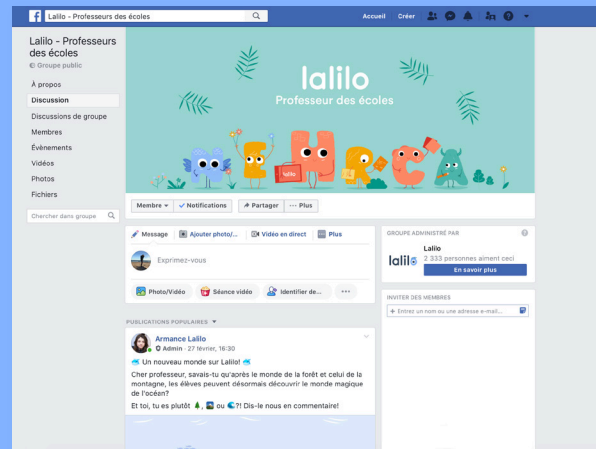 Lalilo - Professeurs des écoles
Accueil Créer
Lalilo - Professeurs
des écoles
Groupe public
À propos
Discussion
Discussions de groupe
Membres
Évènements
Vidéos
Photos
Fichiers
Chercher dans groupe
lalilo
Professeur des écoles
lalilo
Membre
Notifications
Partager
Plus
Message
Ajouter photo/...
Vidéo en direct
Plus
Exprimez-vous
Photo/Vidéo
Séance vidéo
Identifier de...
PUBLICATIONS POPULAIRES
Armance Lalilo
Admin · 27 février, 16:30
Un nouveau monde sur Lalilo!
Cher professeur, savais-tu qu'après le monde de la forêt et celui de la
montagne, les élèves peuvent désormais découvrir le monde magique
de l'océan?
Et toi, tu es plutôt , ou ?! Dis-le nous en commentaire!
GROUPE ADMINISTRÉ PAR
lalilo
Lalilo
2 333 personnes aiment ceci
En savoir plus
INVITER DES MEMBRES
+ Entrez un nom ou une adresse e-mail...